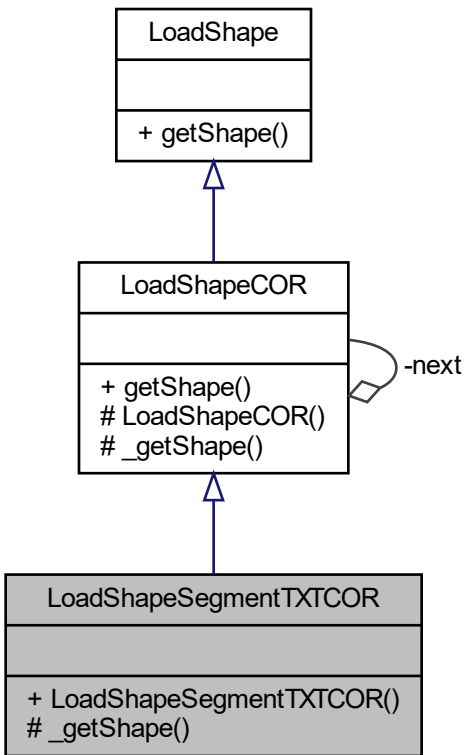 LoadShape
+ getShape()
LoadShapeCOR
-next
+ getShape()
# LoadShapeCOR()
# _getShape()
LoadShapeSegmentTXTCOR
+ LoadShapeSegmentTXTCOR()
# _getShape()